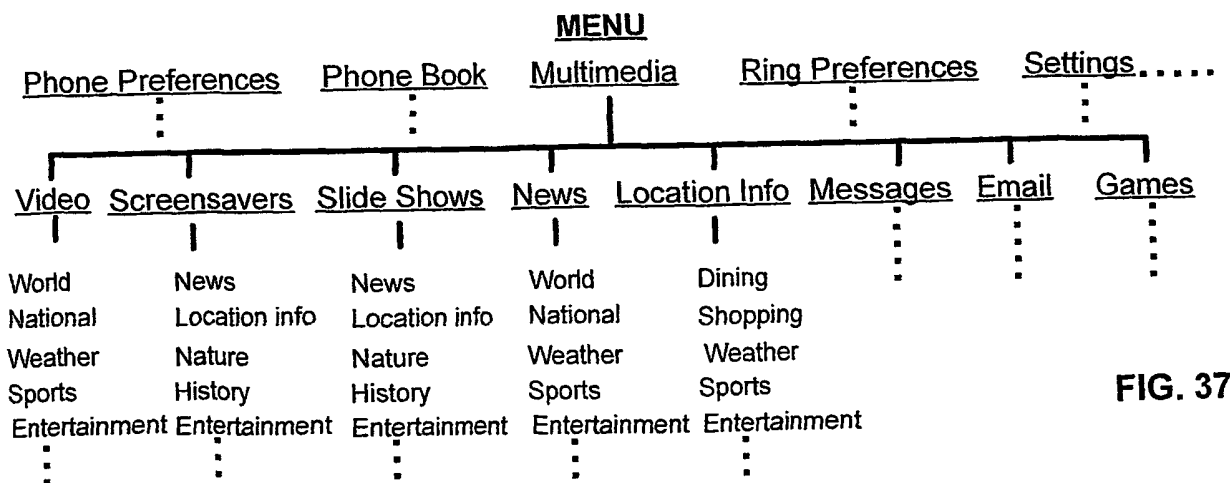 MENU
Phone Preferences Phone Book Multimedia Ring Preferences Settings.....
Video Screensavers Slide Shows News Location Info Messages Email Games
World News News World Dining
National Location info Location info National Shopping
Weather Nature Nature Weather Weather
Sports History History Sports Sports
Entertainment Entertainment Entertainment Entertainment Entertainment
FIG. 37